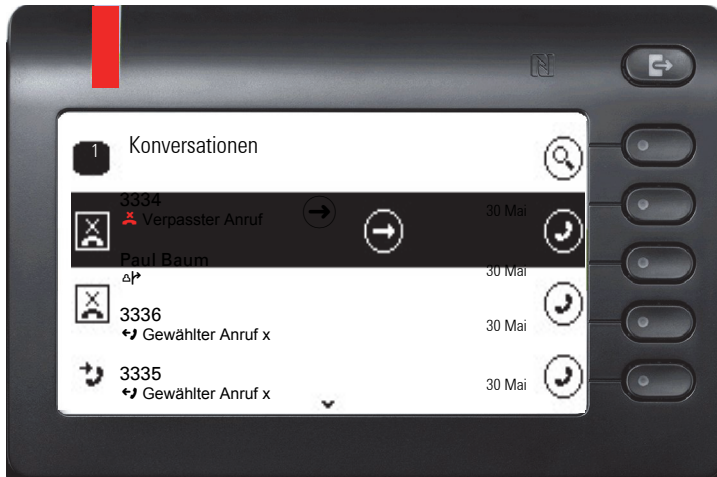 1
Konversationen
3334
Verpasster Anruf
30 Mai
Paul Baum
30 Mai
3336
Gewählter Anruf x
30 Mai
3335
Gewählter Anruf x
30 Mai